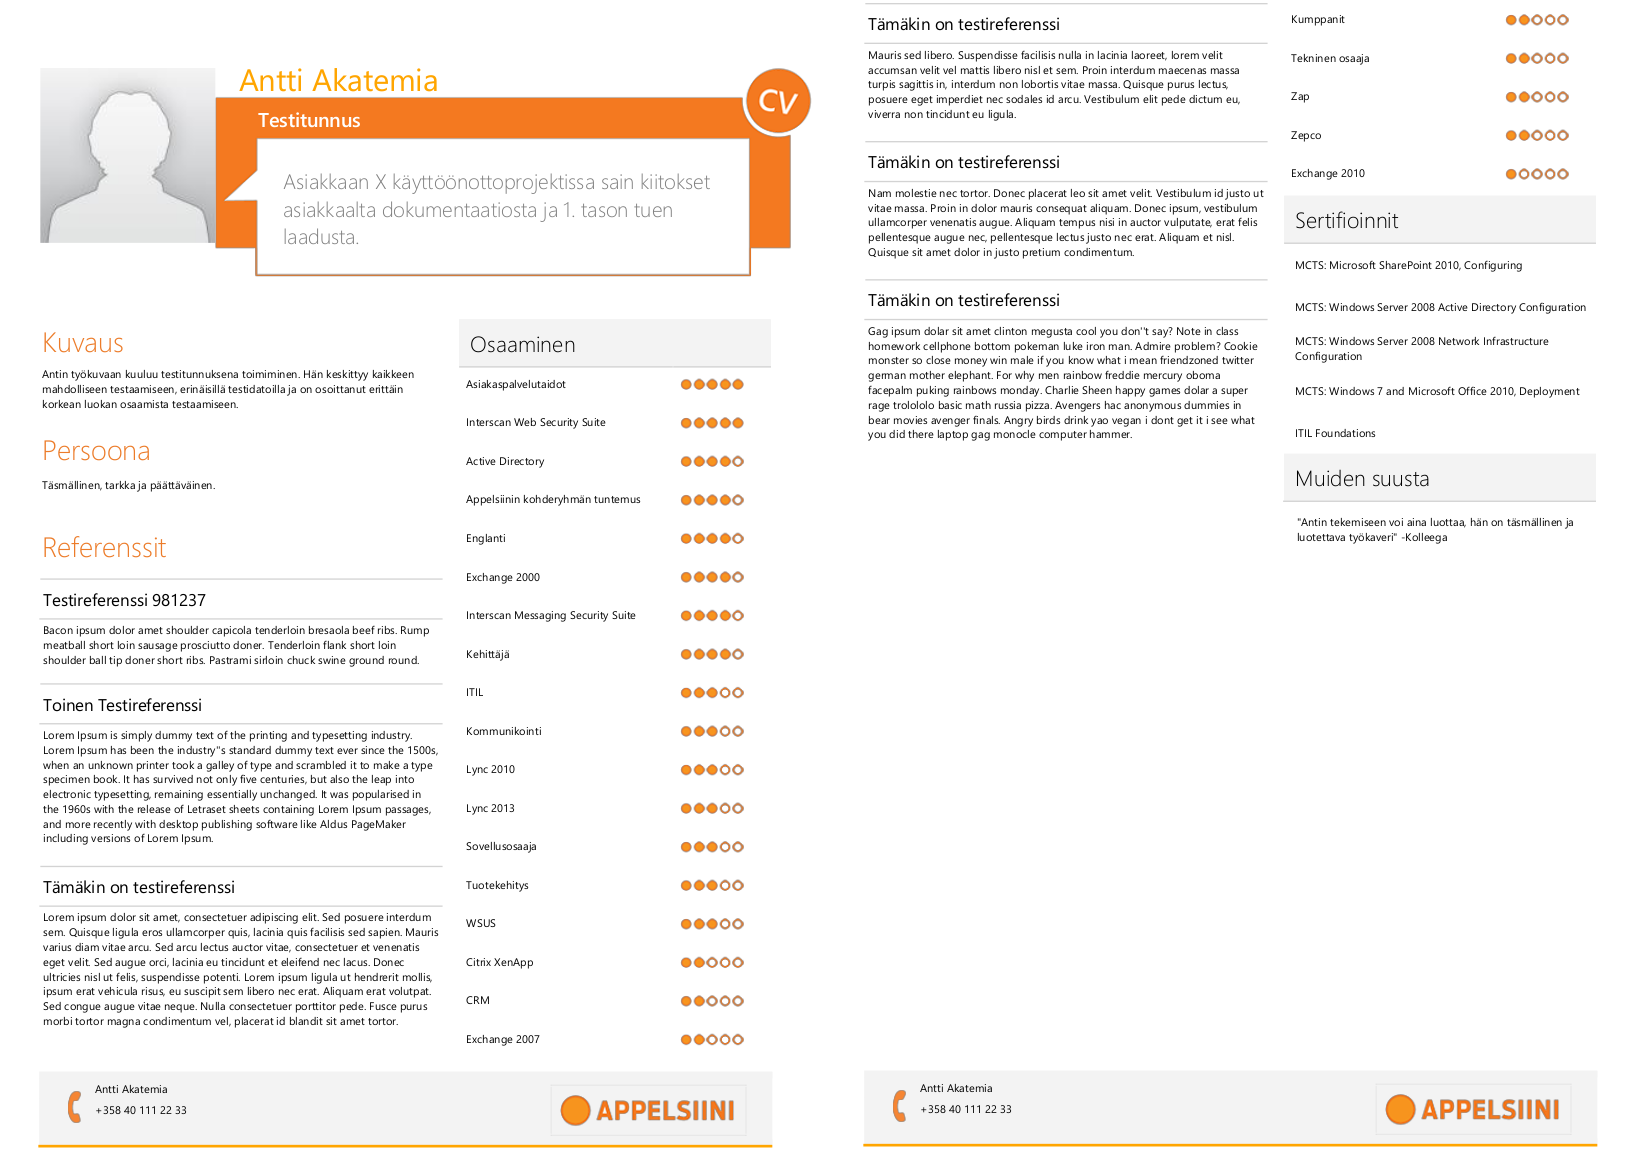 Antti Akatemia
CV
Testitunnus
Asiakkaan X käyttöönottoprojektissa sain kiitokset
asiakkaalta dokumentaatiosta ja 1. tason tuen
laadusta.
Kuvaus
Antin työkuvaan kuuluu testitunnuksena toimiminen. Hän keskittyy kaikkeen
mahdolliseen testaamiseen, erinäisillä testidatoilla ja on osoittanut erittäin
korkean luokan osaamista testaamiseen.
Persoona
Täsmällinen, tarkka ja päättäväinen.
Referenssit
Testireferenssi 981237
Bacon ipsum dolor amet shoulder capicola tenderloin bresaola beef ribs. Rump
meatball short loin sausage prosciutto doner. Tenderloin flank short loin
shoulder ball tip doner short ribs. Pastrami sirloin chuck swine ground round.
Toinen Testireferenssi
Lorem Ipsum is simply dummy text of the printing and typesetting industry.
Lorem Ipsum has been the industry''s standard dummy text ever since the 1500s,
when an unknown printer took a galley of type and scrambled it to make a type
specimen book. It has survived not only five centuries, but also the leap into
electronic typesetting, remaining essentially unchanged. It was popularised in
the 1960s with the release of Letraset sheets containing Lorem Ipsum passages,
and more recently with desktop publishing software like Aldus PageMaker
including versions of Lorem Ipsum.
Tämäkin on testireferenssi
Lorem ipsum dolor sit amet, consectetuer adipiscing elit. Sed posuere interdum
sem. Quisque ligula eros ullamcorper quis, lacinia quis facilisis sed sapien. Mauris
varius diam vitae arcu. Sed arcu lectus auctor vitae, consectetuer et venenatis
eget velit. Sed augue orci, lacinia eu tincidunt et eleifend nec lacus. Donec
ultricies nisl ut felis, suspendisse potenti. Lorem ipsum ligula ut hendrerit mollis,
ipsum erat vehicula risus, eu suscipit sem libero nec erat. Aliquam erat volutpat.
Sed congue augue vitae neque. Nulla consectetuer porttitor pede. Fusce purus
morbi tortor magna condimentum vel, placerat id blandit sit amet tortor.
Osaaminen
Asiakaspalvelutaidot
Interscan Web Security Suite
Active Directory
Appelsiinin kohderyhmän tuntemus
Englanti
Exchange 2000
Interscan Messaging Security Suite
Kehittäjä
ITIL
Kommunikointi
Lync 2010
Lync 2013
Sovellusosaaja
Tuotekehitys
WSUS
Citrix XenApp
CRM
Exchange 2007
Antti Akatemia
+358 40 111 22 33
APPELSIINI
Tämäkin on testireferenssi
Mauris sed libero. Suspendisse facilisis nulla in lacinia laoreet, lorem velit
accumsan velit vel mattis libero nisl et sem. Proin interdum maecenas massa
turpis sagittis in, interdum non lobortis vitae massa. Quisque purus lectus,
posuere eget imperdiet nec sodales id arcu. Vestibulum elit pede dictum eu,
viverra non tincidunt eu ligula.
Tämäkin on testireferenssi
Nam molestie nec tortor. Donec placerat leo sit amet velit. Vestibulum id justo ut
vitae massa. Proin in dolor mauris consequat aliquam. Donec ipsum, vestibulum
ullamcorper venenatis augue. Aliquam tempus nisi in auctor vulputate, erat felis
pellentesque augue nec, pellentesque lectus justo nec erat. Aliquam et nisl.
Quisque sit amet dolor in justo pretium condimentum.
Tämäkin on testireferenssi
Gag ipsum dolar sit amet clinton megusta cool you don''t say? Note in class
homework cellphone bottom pokeman luke iron man. Admire problem? Cookie
monster so close money win male if you know what i mean friendzoned twitter
german mother elephant. For why men rainbow freddie mercury oboma
facepalm puking rainbows monday. Charlie Sheen happy games dolar a super
rage trolololo basic math russia pizza. Avengers hac anonymous dummies in
bear movies avenger finals. Angry birds drink yao vegan i dont get it i see what
you did there laptop gag monocle computer hammer.
Kumppanit
Tekninen osaaja
Zap
Zepco
Exchange 2010
Sertifioinnit
MCTS: Microsoft SharePoint 2010, Configuring
MCTS: Windows Server 2008 Active Directory Configuration
MCTS: Windows Server 2008 Network Infrastructure
Configuration
MCTS: Windows 7 and Microsoft Office 2010, Deployment
ITIL Foundations
Muiden suusta
"Antin tekemiseen voi aina luottaa, hän on täsmällinen ja
luotettava työkaveri" -Kolleega
Antti Akatemia
+358 40 111 22 33
APPELSIINI